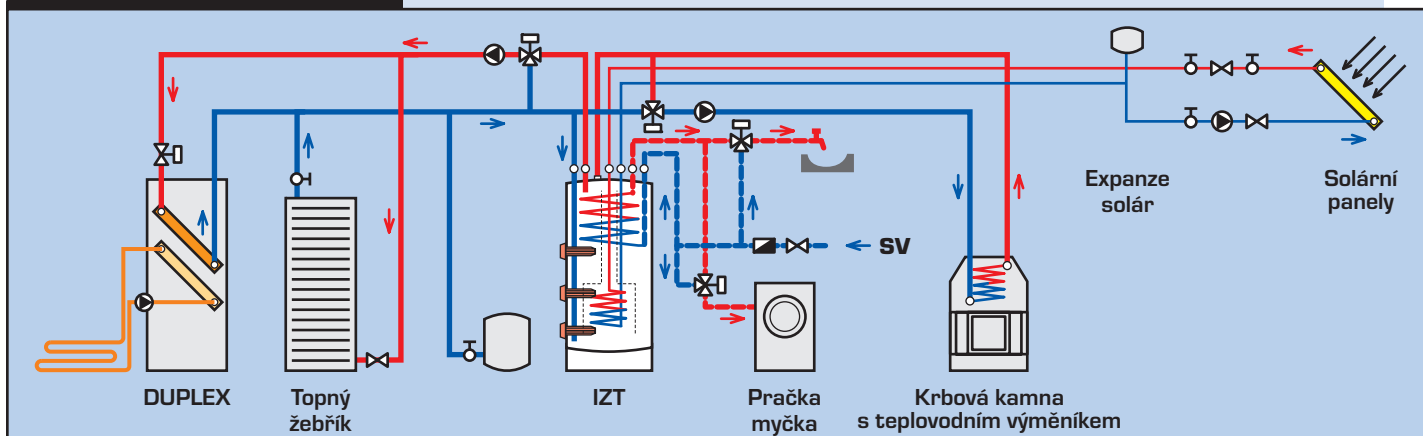 Expanze
solár
Solární
panely
SV
DUPLEX
Topný
žebřík
IZT
Pračka
myčka
Krbová kamna
s teplovodním výměníkem